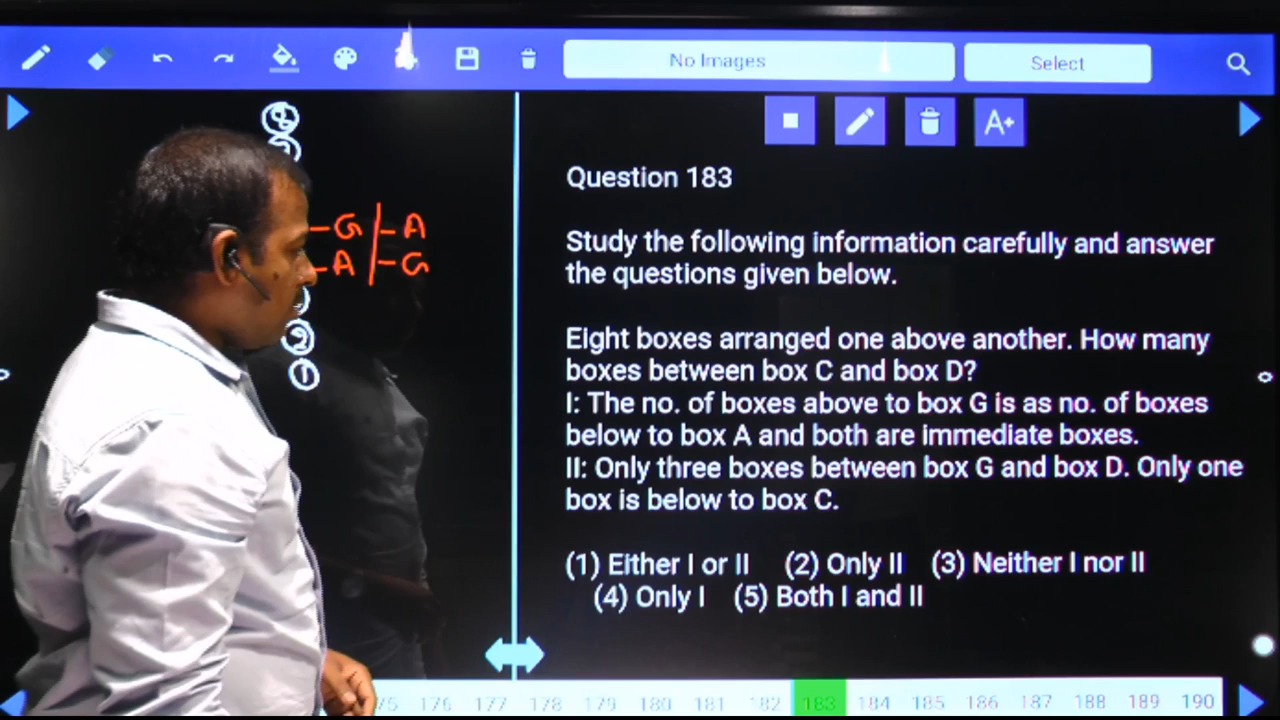 No Images
Select
A+
⑧
- G | - A
- A | - G
②
①
Question 183
Study the following information carefully and answer
the questions given below.
Eight boxes arranged one above another. How many
boxes between box C and box D?
I: The no. of boxes above to box G is as no. of boxes
below to box A and both are immediate boxes.
II: Only three boxes between box G and box D. Only one
box is below to box C.
(1) Either I or II (2) Only II (3) Neither I nor II
(4) Only I (5) Both I and II
176 177 178 179 180 181 182 183 184 185 186 187 188 189 190